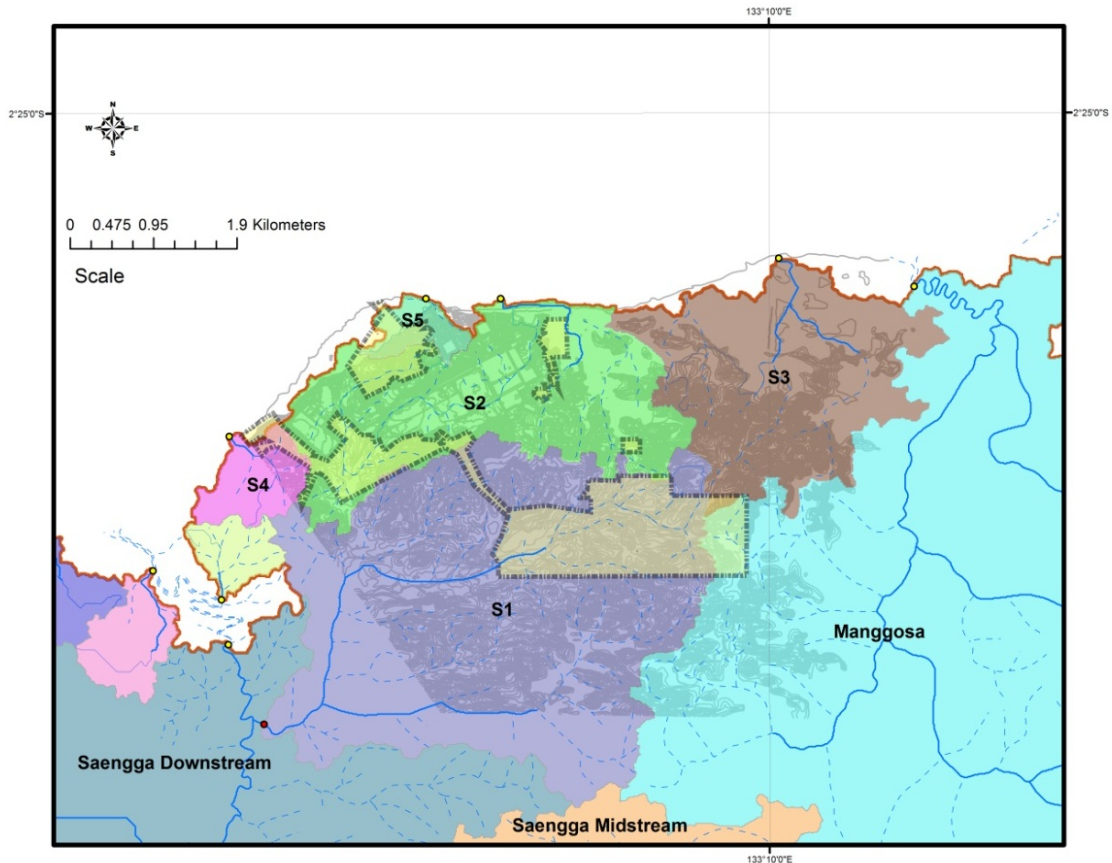 133°10'0"E
2°25'0"S
2°25'0"S
N
W E
S
0 0.475 0.95 1.9 Kilometers
Scale
S5
S2
S3
S4
S1
Manggosa
Saengga Downstream
Saengga Midstream
133°10'0"E